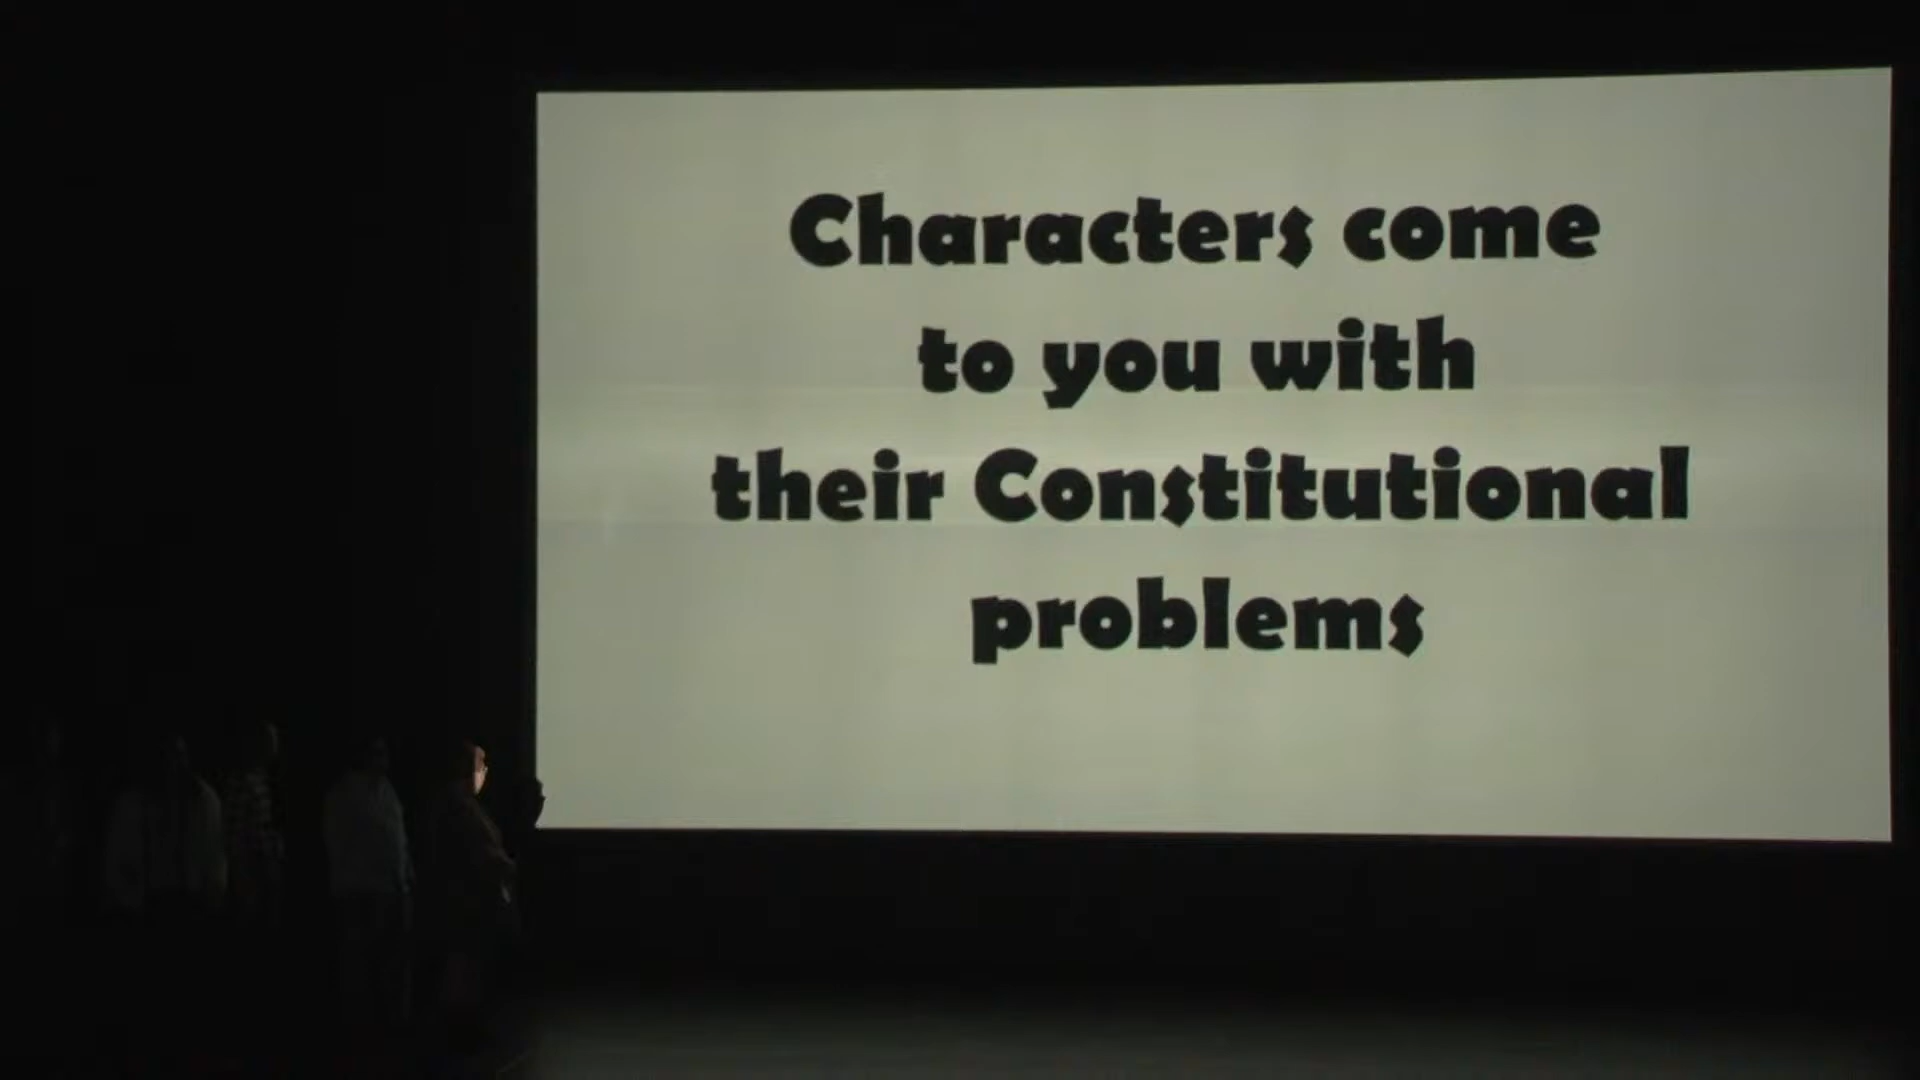 Characters come
to you with
their Constitutional
problems